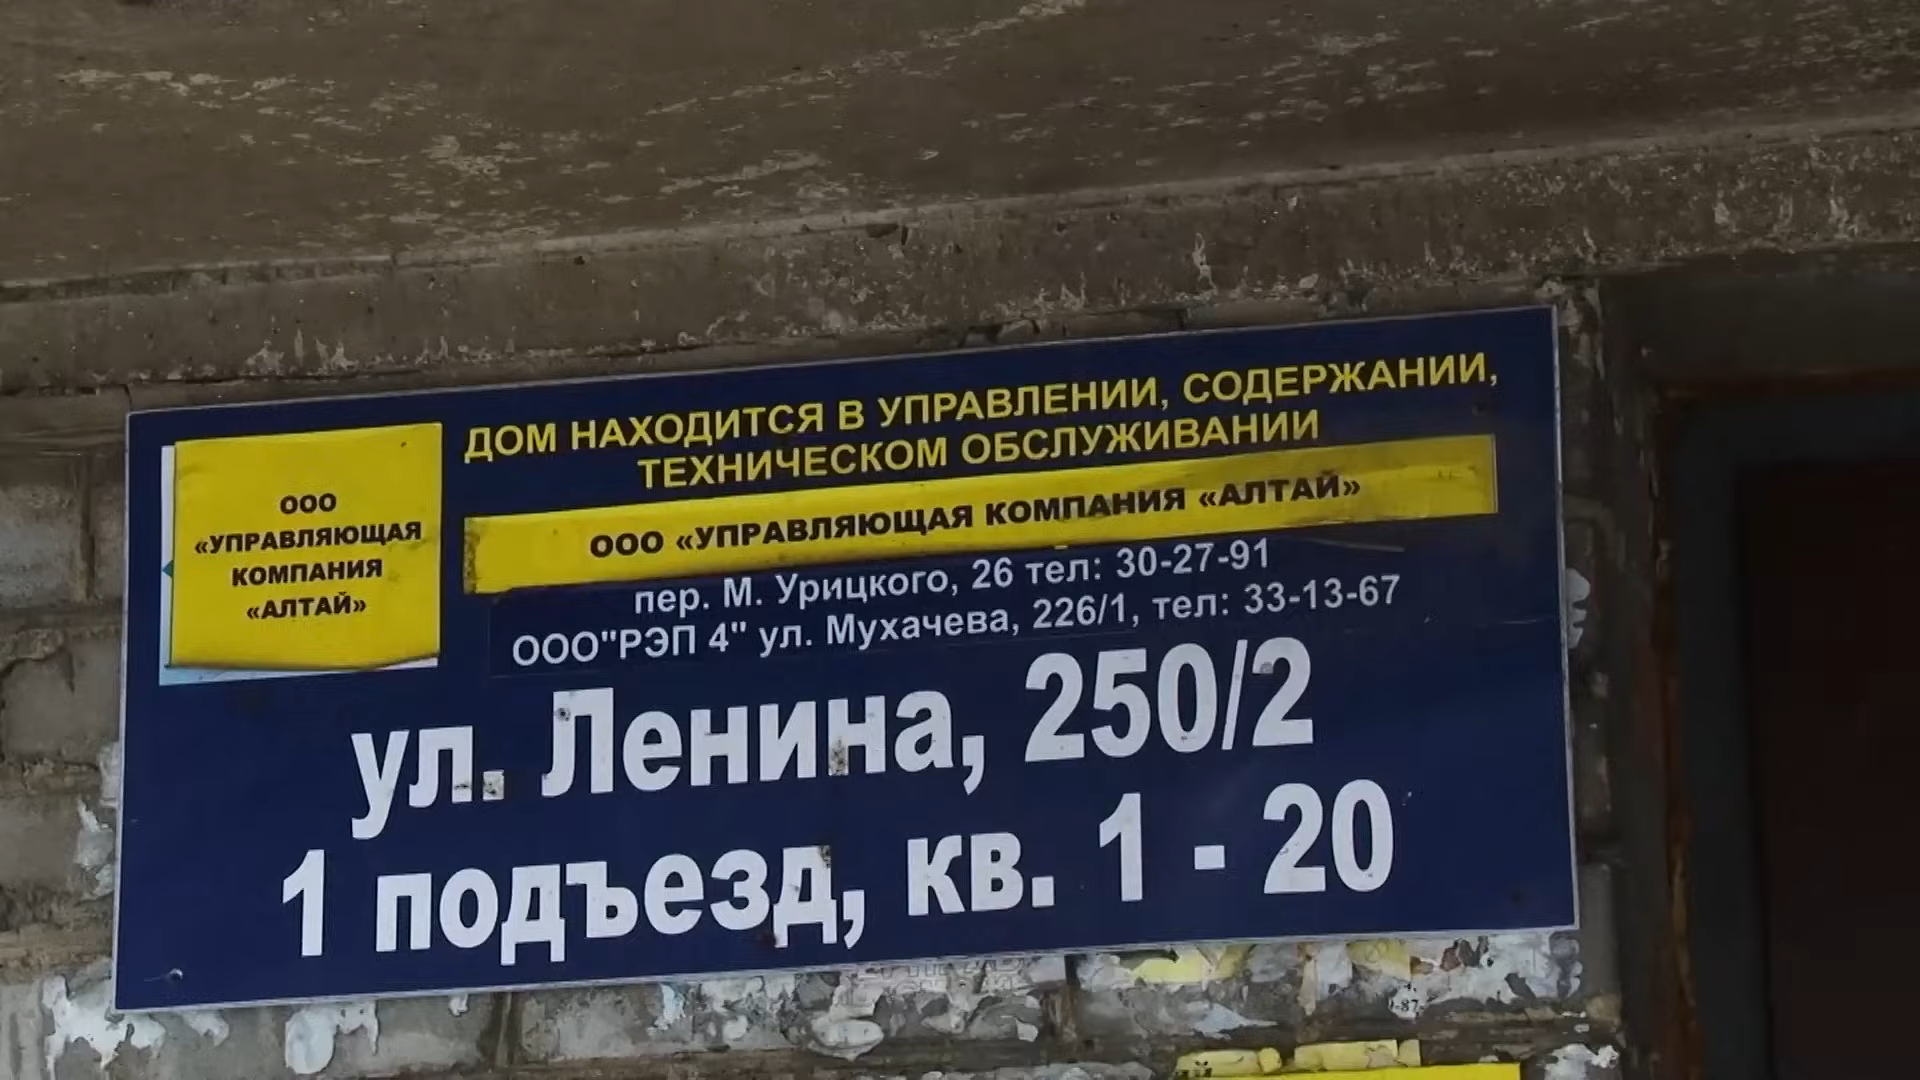 ООО
«УПРАВЛЯЮЩАЯ
КОМПАНИЯ
«АЛТАЙ»
ДОМ НАХОДИТСЯ В УПРАВЛЕНИИ, СОДЕРЖАНИИ,
ТЕХНИЧЕСКОМ ОБСЛУЖИВАНИИ
ООО «УПРАВЛЯЮЩАЯ КОМПАНИЯ «АЛТАЙ»
пер. М. Урицкого, 26 тел: 30-27-91
ООО"РЭП 4" ул. Мухачева, 226/1, тел: 33-13-67
ул. Ленина, 250/2
1 подъезд, кв. 1 - 20